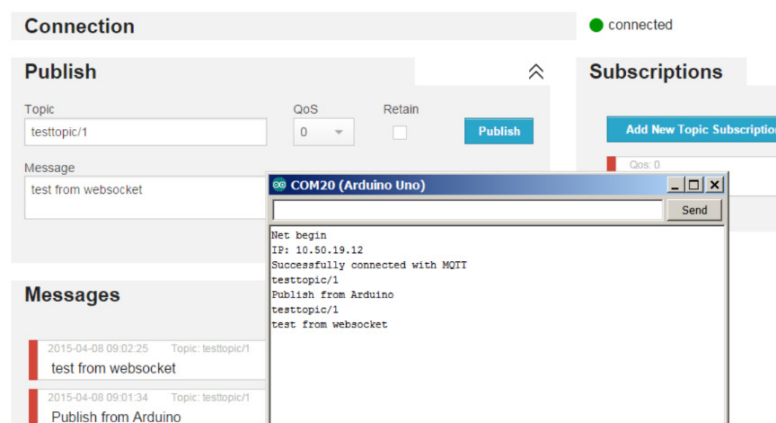 Connection
connected
Publish
Subscriptions
Topic
QoS
Retain
testtopic/1
0
Publish
Add New Topic Subscription
Message
Qos: 0
test from websocket
COM20 (Arduino Uno)
Send
Net begin
IP: 10.50.19.12
Successfully connected with MQTT
testtopic/1
Publish from Arduino
testtopic/1
test from websocket
Messages
2015-04-08 09:02:25 Topic: testtopic/1
test from websocket
2015-04-08 09:01:34 Topic: testtopic/1
Publish from Arduino